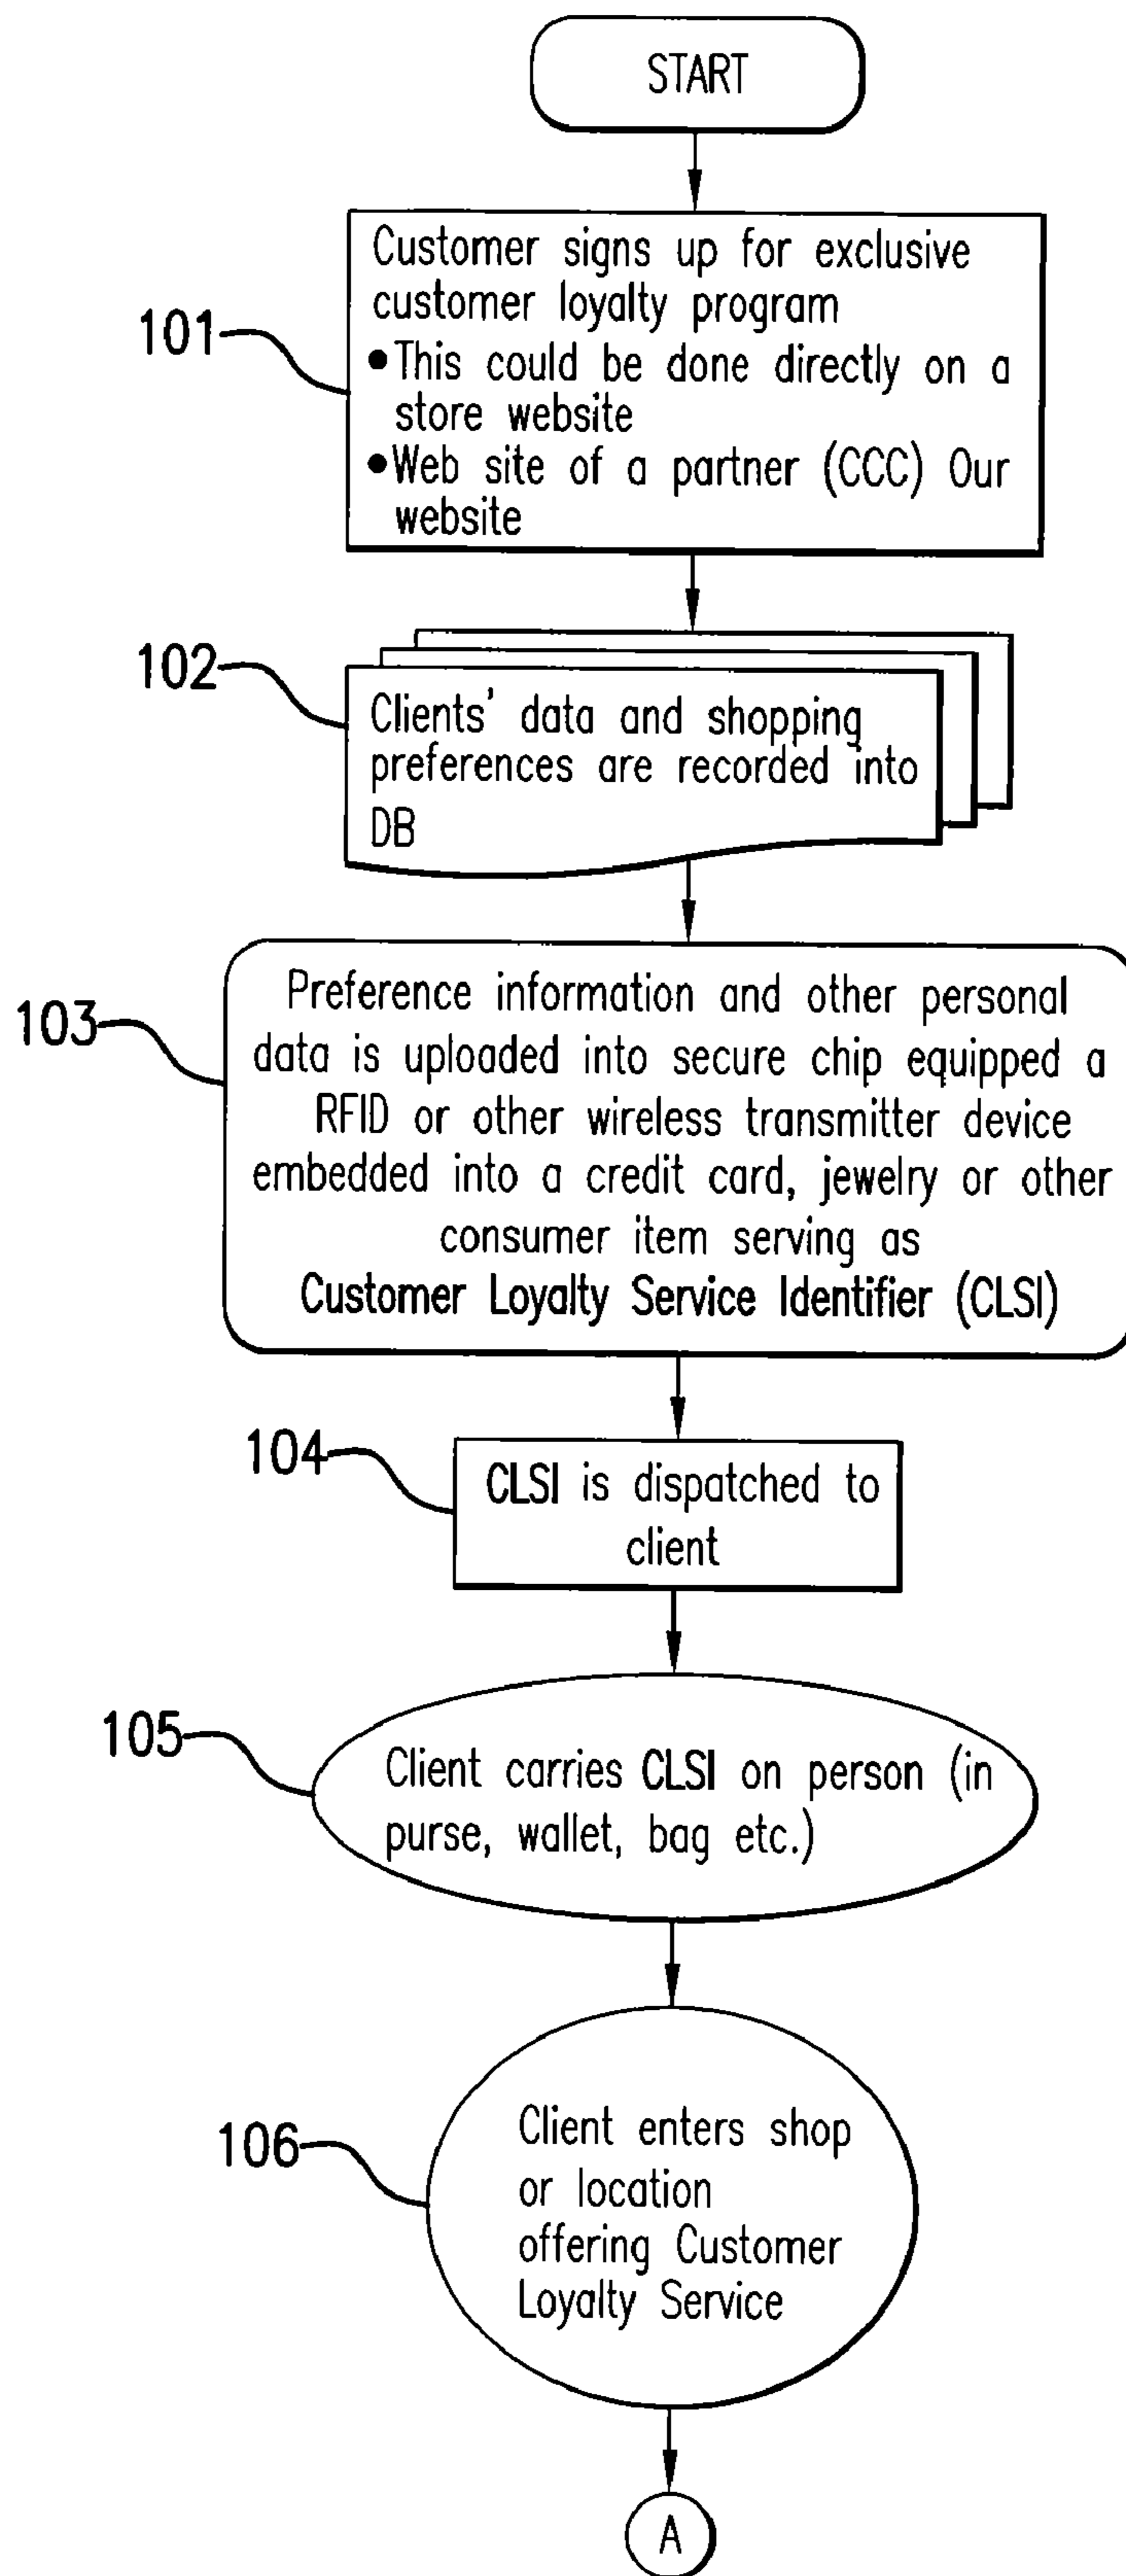 START
101
Customer signs up for exclusive
customer loyalty program
•This could be done directly on a
store website
•Web site of a partner (CCC) Our
website
102
Clients' data and shopping
preferences are recorded into
DB
103
Preference information and other personal
data is uploaded into secure chip equipped a
RFID or other wireless transmitter device
embedded into a credit card, jewelry or other
consumer item serving as
Customer Loyalty Service Identifier (CLSI)
104
CLSI is dispatched to
client
105
Client carries CLSI on person (in
purse, wallet, bag etc.)
106
Client enters shop
or location
offering Customer
Loyalty Service
A